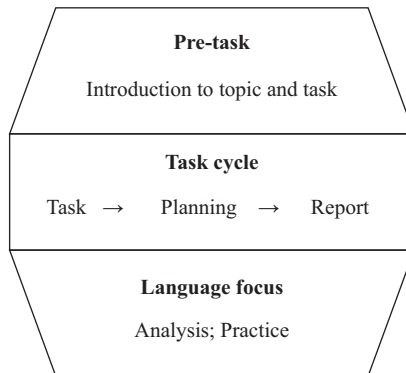 Pre-task
Introduction to topic and task
Task cycle
Task → Planning → Report
Language focus
Analysis; Practice